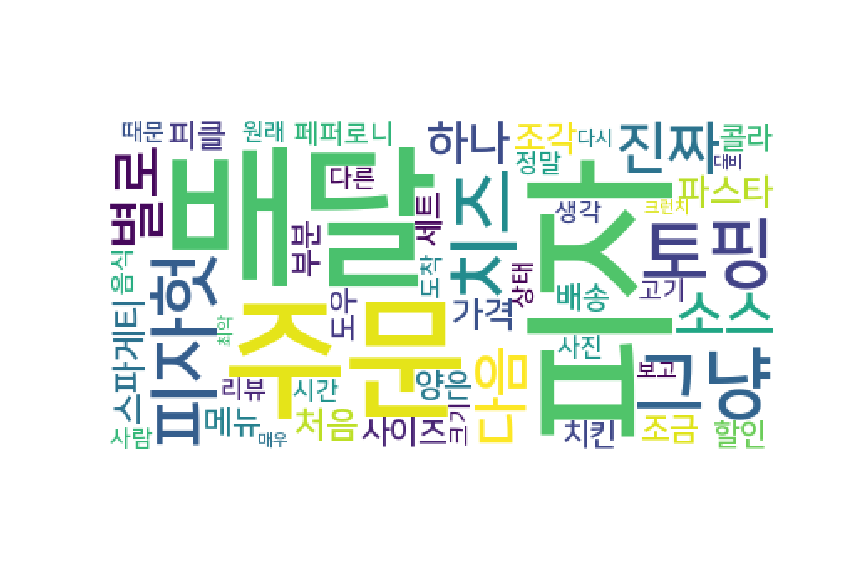 때문 피클 원래 페퍼로니 하나 조각 다시 진짜 콜라
별로 배달 다른 정말 대비
치즈 피자 생각 크런치 파스타
부분 세트 토핑
음식 피자헛 도착 상태 배송 고기
스파게티 주문 도우 가격 소스
최악 사진 그냥
리뷰 시간 양은 다음 보고
사람 메뉴 매우 처음 사이즈 크기 치킨 조금 할인